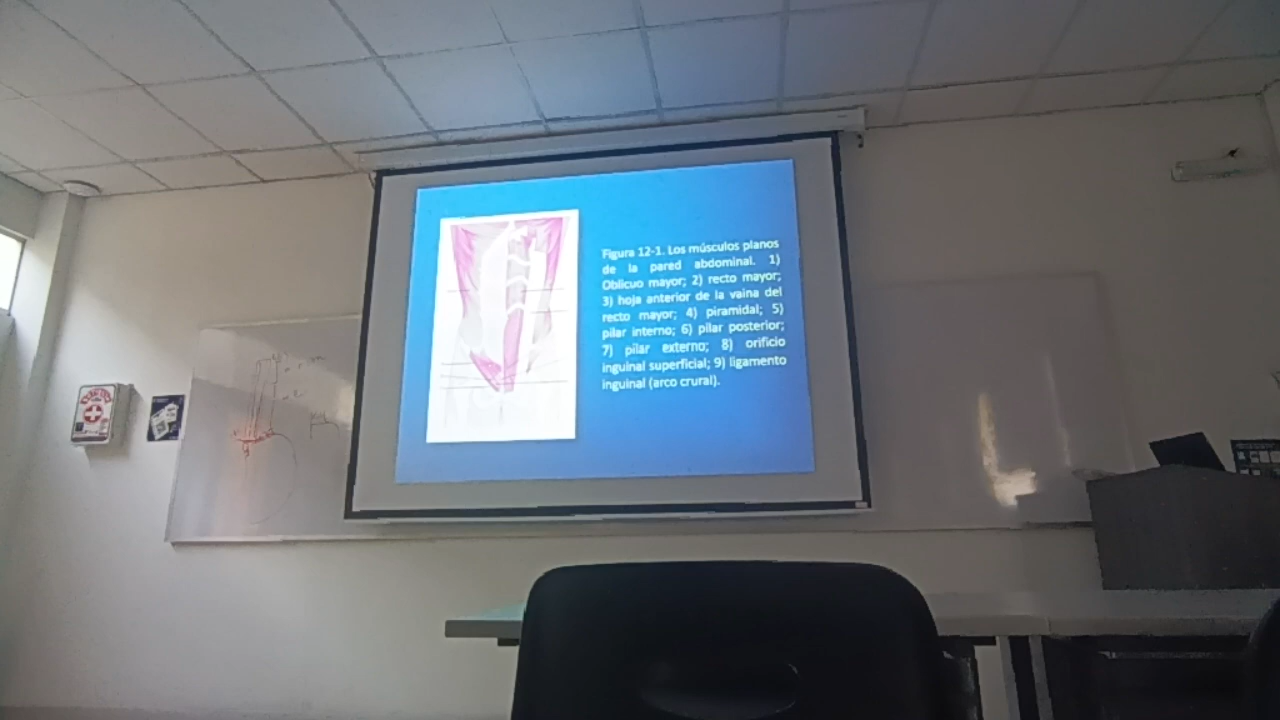 Figura 12-1. Los músculos planos
de la pared abdominal. 1)
Oblicuo mayor; 2) recto mayor;
3) hoja anterior de la vaina del
recto mayor; 4) piramidal; 5)
pilar interno; 6) pilar posterior;
7) pilar externo; 8) orificio
inguinal superficial; 9) ligamento
inguinal (arco crural).